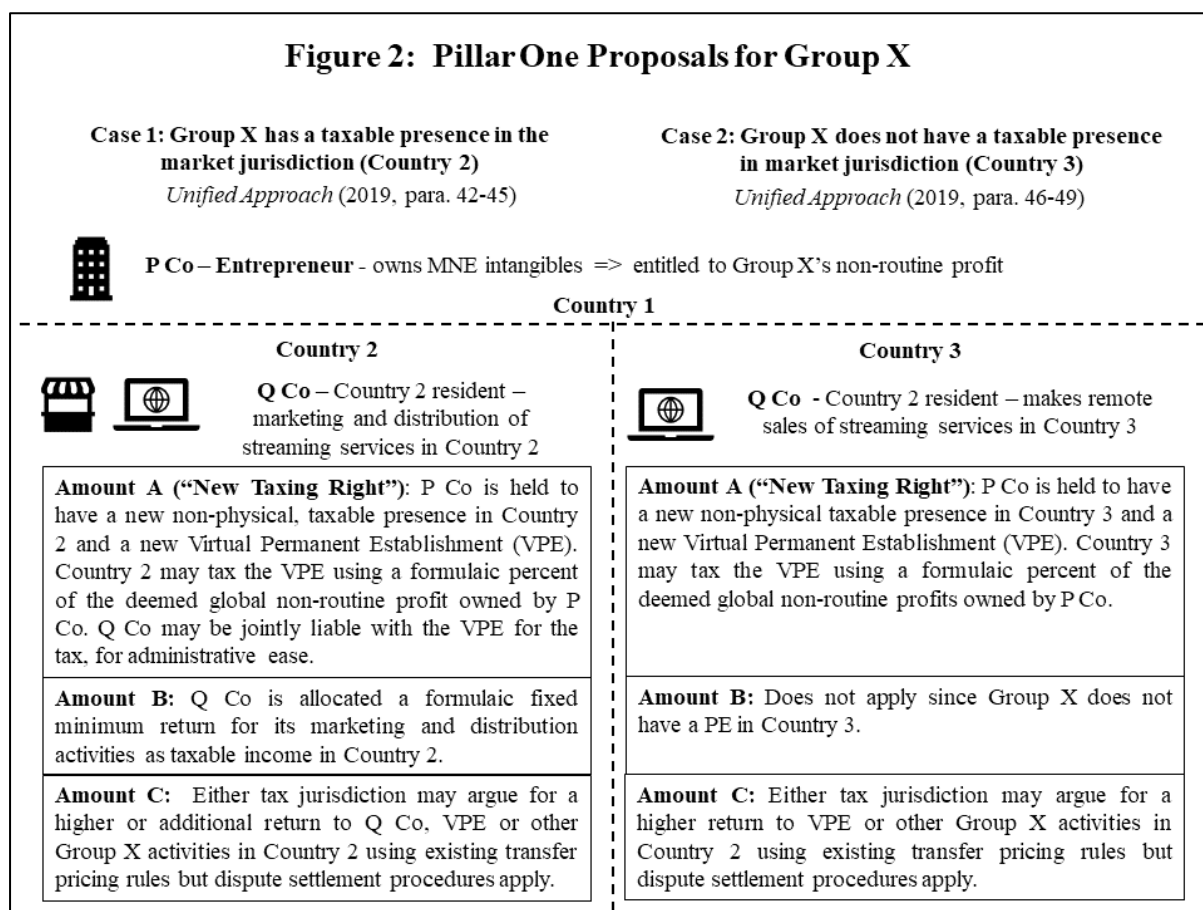 Figure 2: Pillar One Proposals for Group X
Case 1: Group X has a taxable presence in the
market jurisdiction (Country 2)
Unified Approach (2019, para. 42-45)
Case 2: Group X does not have a taxable presence
in market jurisdiction (Country 3)
Unified Approach (2019, para. 46-49)
P Co – Entrepreneur - owns MNE intangibles => entitled to Group X’s non-routine profit
Country 1
Country 2
Q Co – Country 2 resident –
marketing and distribution of
streaming services in Country 2
Amount A (“New Taxing Right”): P Co is held to
have a new non-physical, taxable presence in Country
2 and a new Virtual Permanent Establishment (VPE).
Country 2 may tax the VPE using a formulaic percent
of the deemed global non-routine profit owned by P
Co. Q Co may be jointly liable with the VPE for the
tax, for administrative ease.
Amount B: Q Co is allocated a formulaic fixed
minimum return for its marketing and distribution
activities as taxable income in Country 2.
Amount C: Either tax jurisdiction may argue for a
higher or additional return to Q Co, VPE or other
Group X activities in Country 2 using existing transfer
pricing rules but dispute settlement procedures apply.
Country 3
Q Co - Country 2 resident – makes remote
sales of streaming services in Country 3
Amount A (“New Taxing Right”): P Co is held to have
a new non-physical taxable presence in Country 3 and a
new Virtual Permanent Establishment (VPE). Country 3
may tax the VPE using a formulaic percent of the
deemed global non-routine profits owned by P Co.
Amount B: Does not apply since Group X does not
have a PE in Country 3.
Amount C: Either tax jurisdiction may argue for a
higher return to VPE or other Group X activities in
Country 2 using existing transfer pricing rules but
dispute settlement procedures apply.